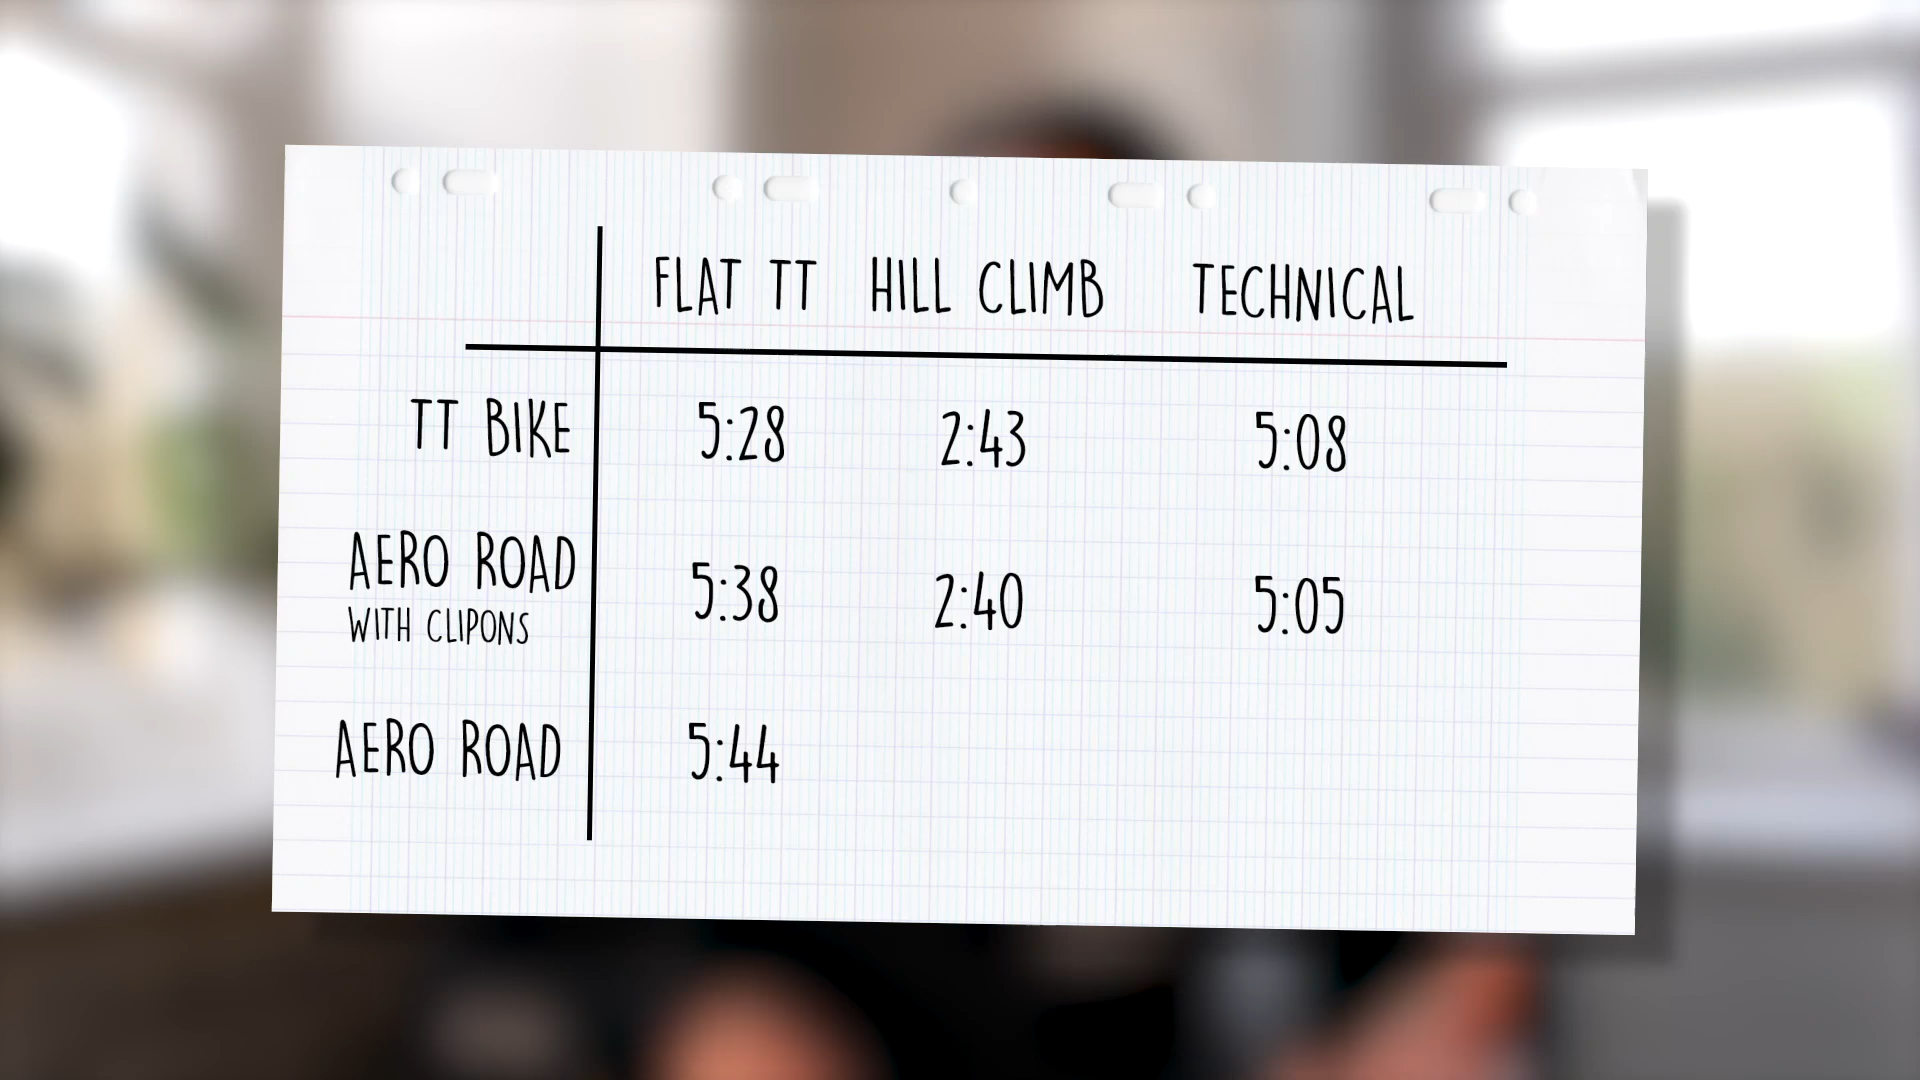 FLAT TT HILL CLIMB TECHNICAL
TT BIKE 5:28 2:43 5:08
AERO ROAD 5:38 2:40 5:05
WITH CLIPONS
AERO ROAD 5:44